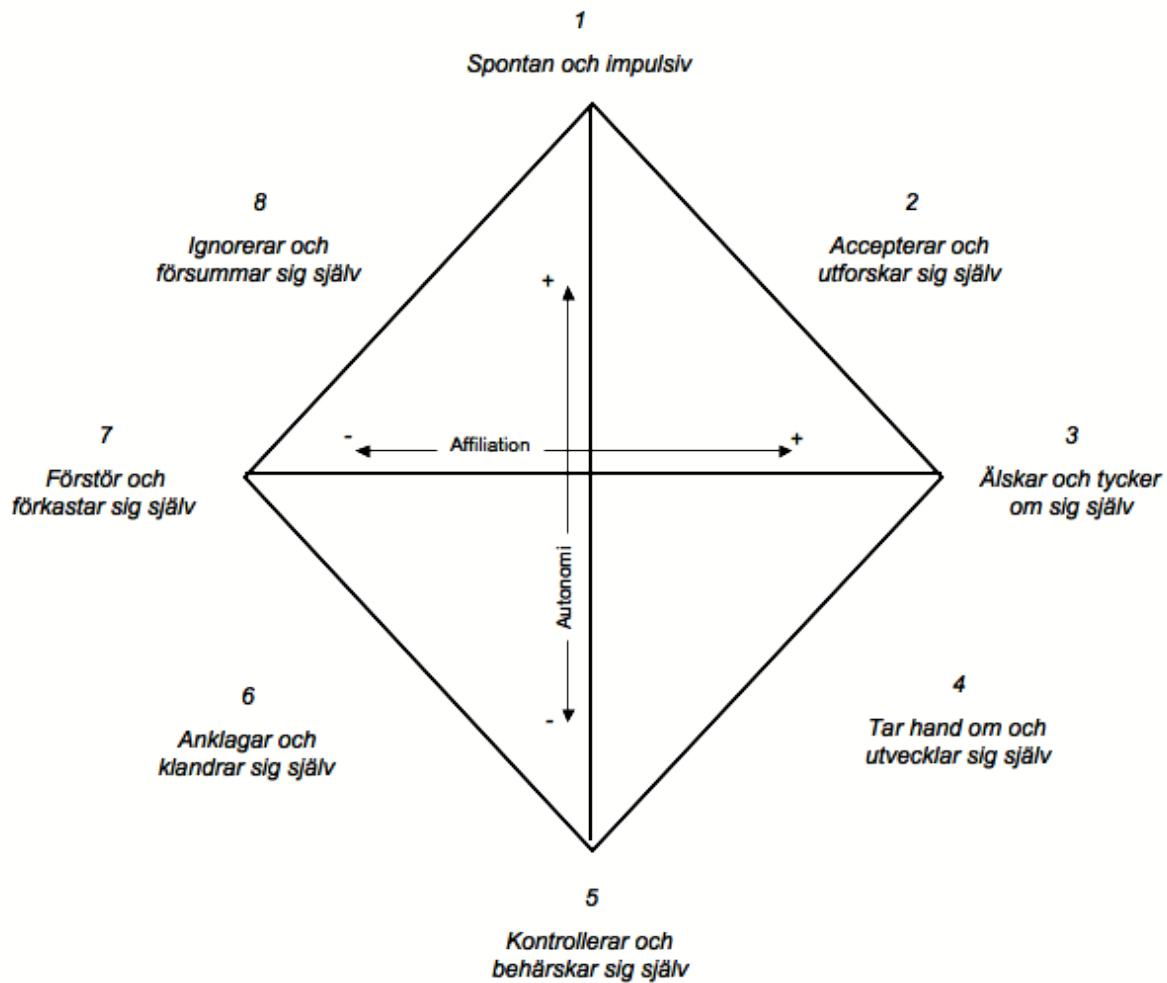 1
Spontan och impulsiv
8
Ignorerar och
försummar sig själv
2
Accepterar och
utforskar sig själv
+
7
Förstör och
förkastar sig själv
-
Affiliation
+
3
Älskar och tycker
om sig själv
Autonomi
-
6
Anklagar och
klandrar sig själv
4
Tar hand om och
utvecklar sig själv
5
Kontrollerar och
behärskar sig själv